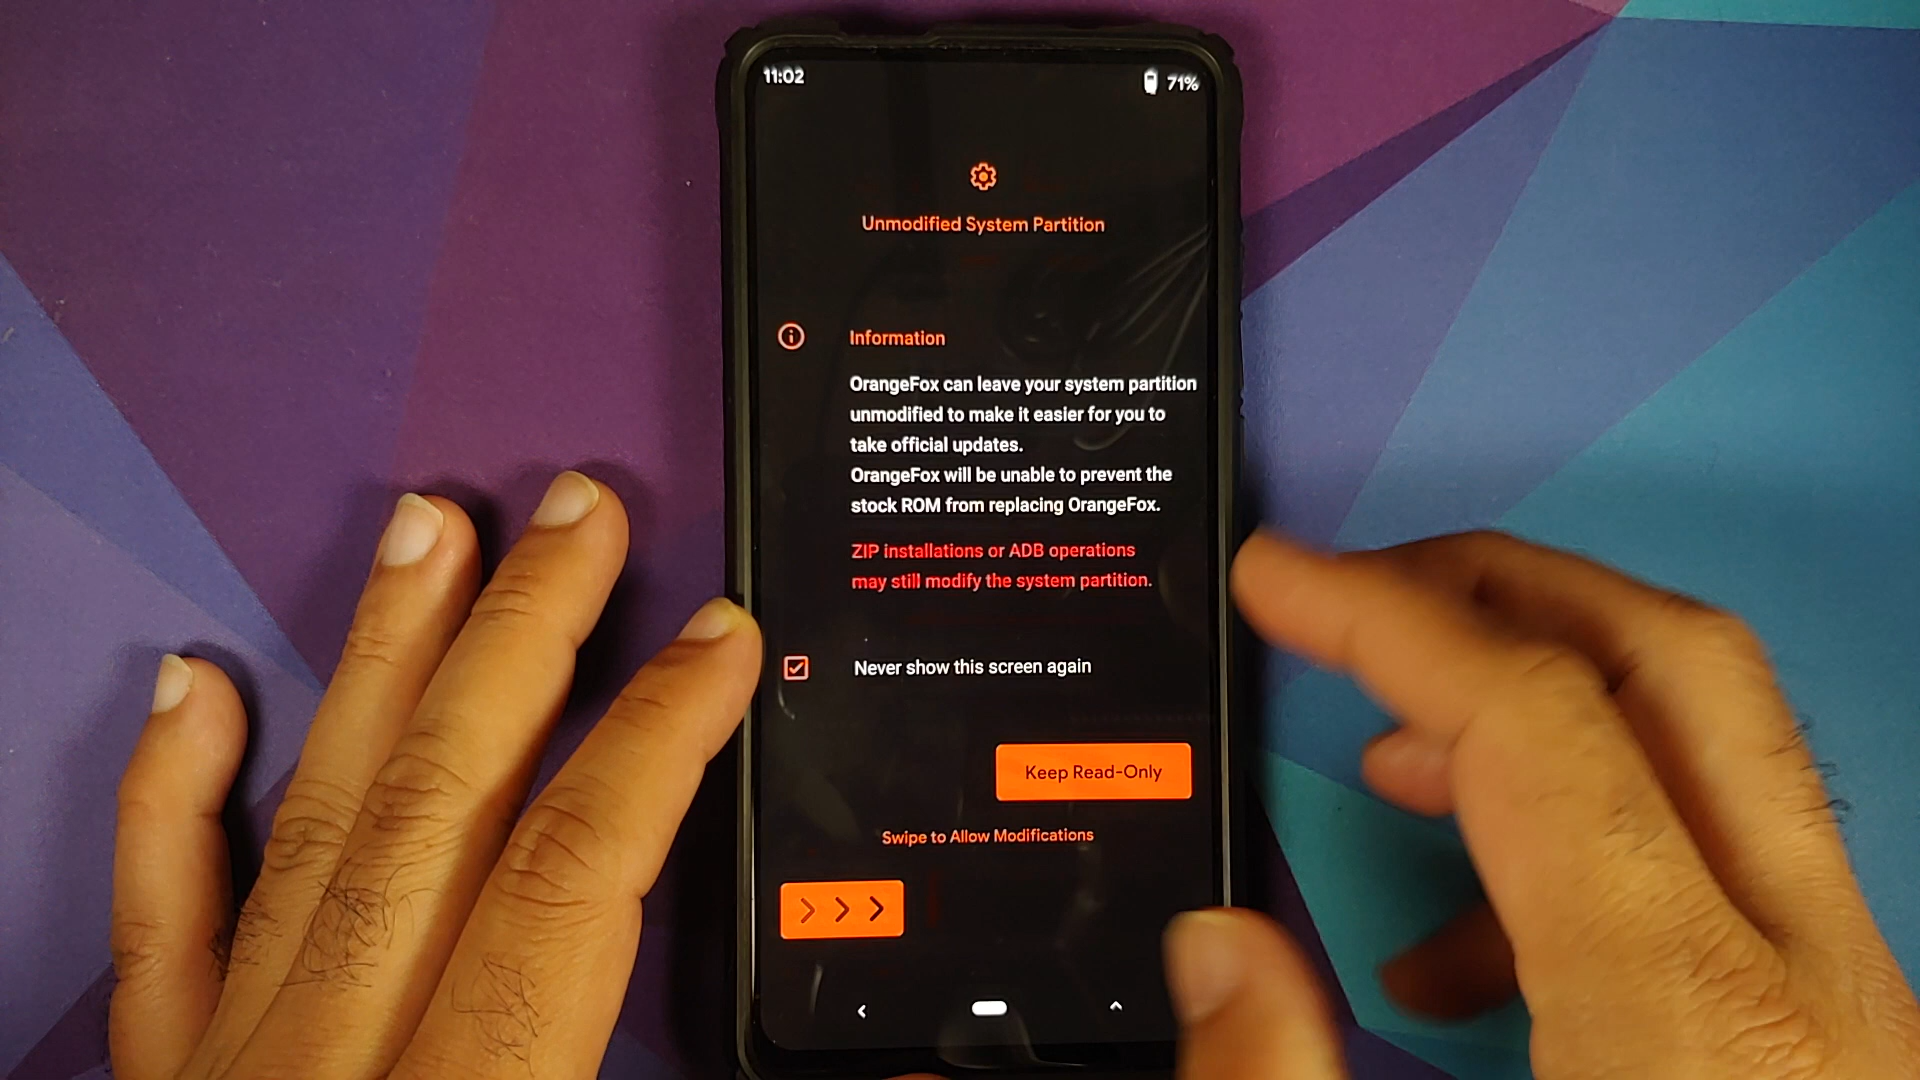 11:02
71%
Unmodified System Partition
Information
OrangeFox can leave your system partition
unmodified to make it easier for you to
take official updates.
OrangeFox will be unable to prevent the
stock ROM from replacing OrangeFox.
ZIP installations or ADB operations
may still modify the system partition.
Never show this screen again
Keep Read-Only
Swipe to Allow Modifications